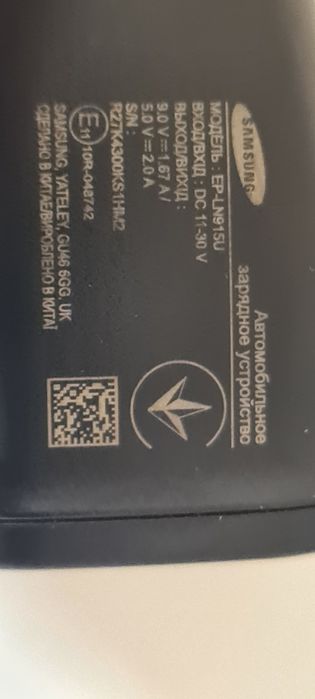 Автомобильное
зарядное устройство
SAMSUNG
МОДЕЛЬ : EP-LN915U
ВХОД/ВХІД : DC 11-30 V
ВЫХОД/ВИХІД :
9.0 V⎓1.67 A/
5.0 V⎓2.0 A
S/N :
R27K4300KS1HM2
E11 10R-048742
SAMSUNG, YATELEY, GU46 6GG, UK
СДЕЛАНО В КИТАЕ/ВИРОБЛЕНО В КИТАЇ